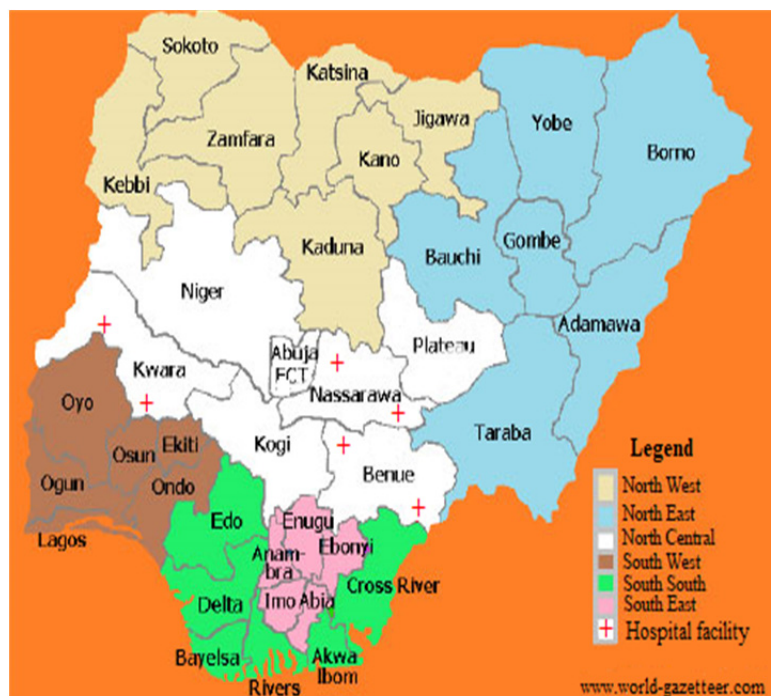 Sokoto
Katsina
Jigawa
Yobe
Zamfara
Borno
Kano
Kebbi
Kaduna
Gombe
Bauchi
Niger
Adamawa
Plateau
Abuja
FCT
Kwara
Nassarawa
Oyo
Taraba
Kogi
Ekiti
Osun
Benue
Legend
Ogun
Ondo
North West
Edo
Enugu
North East
Lagos
Anam-
bra
Ebonyi
North Central
South West
Cross River
Imo
Abia
South South
Delta
South East
Hospital facility
Bayelsa
Akwa
Ibom
Rivers
www.world-gazetteer.com